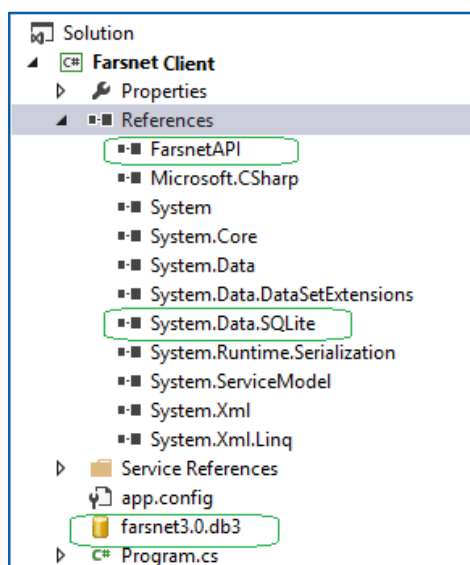 Solution
C# Farsnet Client
Properties
References
FarsnetAPI
Microsoft.CSharp
System
System.Core
System.Data
System.Data.DataSetExtensions
System.Data.SQLite
System.Runtime.Serialization
System.ServiceModel
System.Xml
System.Xml.Linq
Service References
app.config
farsnet3.0.db3
C# Program.cs